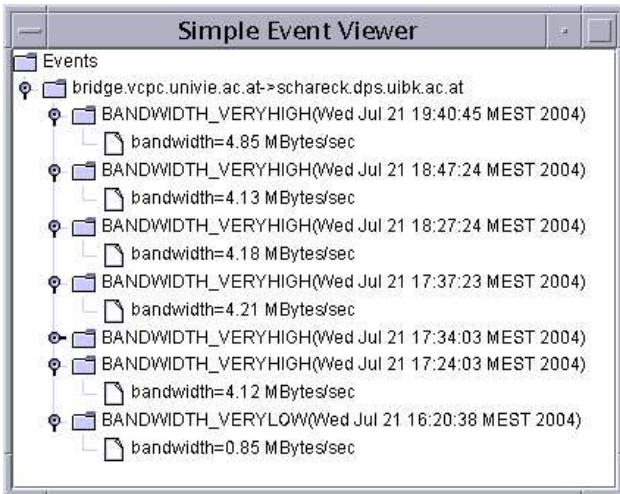 Simple Event Viewer
Events
bridge.vcpc.univie.ac.at->schareck.dps.uibk.ac.at
BANDWIDTH_VERYHIGH(Wed Jul 21 19:40:45 MEST 2004)
bandwidth=4.85 MBytes/sec
BANDWIDTH_VERYHIGH(Wed Jul 21 18:47:24 MEST 2004)
bandwidth=4.13 MBytes/sec
BANDWIDTH_VERYHIGH(Wed Jul 21 18:27:24 MEST 2004)
bandwidth=4.18 MBytes/sec
BANDWIDTH_VERYHIGH(Wed Jul 21 17:37:23 MEST 2004)
bandwidth=4.21 MBytes/sec
BANDWIDTH_VERYHIGH(Wed Jul 21 17:34:03 MEST 2004)
BANDWIDTH_VERYHIGH(Wed Jul 21 17:24:03 MEST 2004)
bandwidth=4.12 MBytes/sec
BANDWIDTH_VERYLOW(Wed Jul 21 16:20:38 MEST 2004)
bandwidth=0.85 MBytes/sec